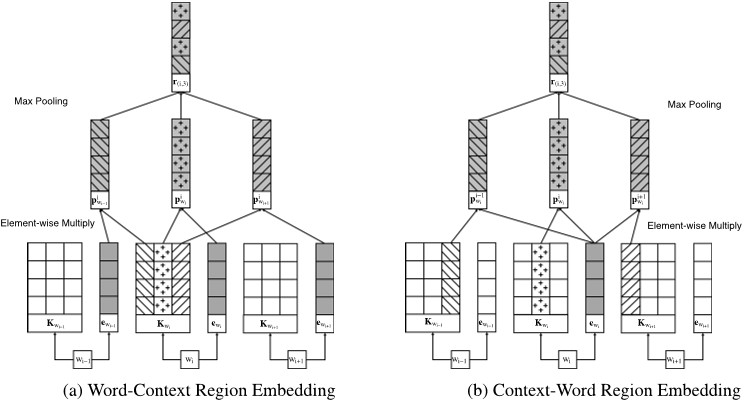 r(i,3) r(i,3)
Max Pooling Max Pooling
p^i_{w_{i-1}} p^i_{w_i} p^i_{w_{i+1}} p^{i-1}_{w_i} p^i_{w_i} p^{i+1}_{w_i}
Element-wise Multiply Element-wise Multiply
K_{w_{i-1}} e_{w_{i-1}} K_{w_i} e_{w_i} K_{w_{i+1}} e_{w_{i+1}} K_{w_{i-1}} e_{w_{i-1}} K_{w_i} e_{w_i} K_{w_{i+1}} e_{w_{i+1}}
w_{i-1} w_i w_{i+1} w_{i-1} w_i w_{i+1}
(a) Word-Context Region Embedding (b) Context-Word Region Embedding